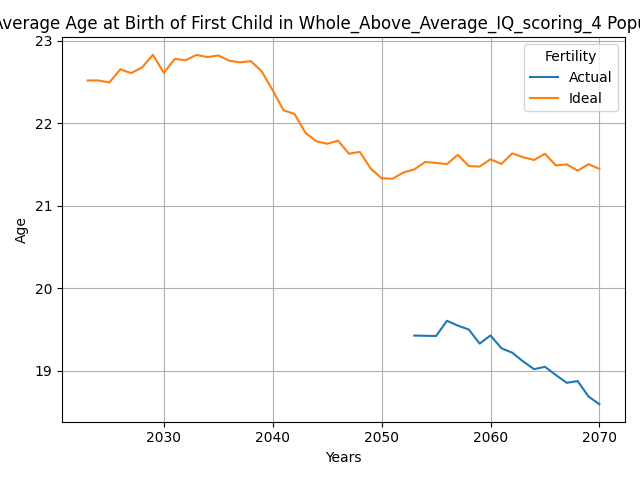 Average Age at Birth of First Child in Whole_Above_Average_IQ_scoring_4
23
22
21
20
19
Age
2030
2040
2050
2060
2070
Years
Fertility
Actual
Ideal